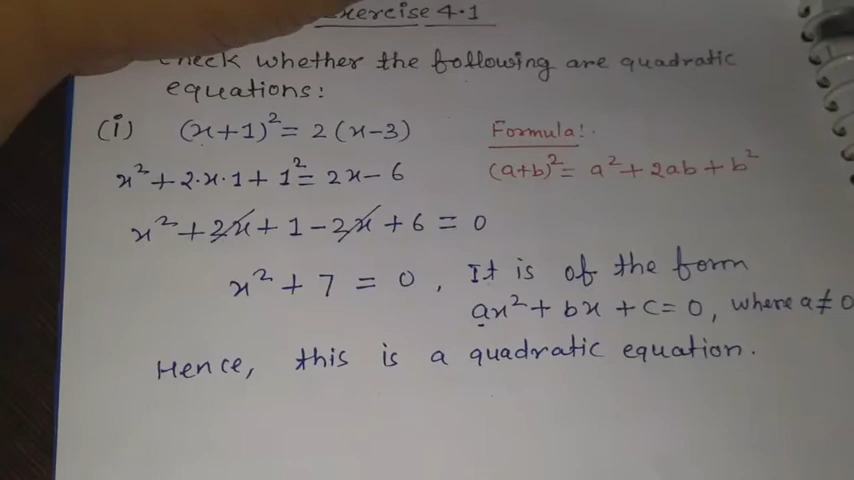 Exercise 4.1
Check whether the following are quadratic
equations:
(i) (x+1)² = 2(x-3)
Formula:
x² + 2·x·1 + 1² = 2x - 6
(a+b)² = a² + 2ab + b²
x² + 2x + 1 - 2x + 6 = 0
x² + 7 = 0, It is of the form
ax² + bx + c = 0, where a ≠ 0
Hence, this is a quadratic equation.